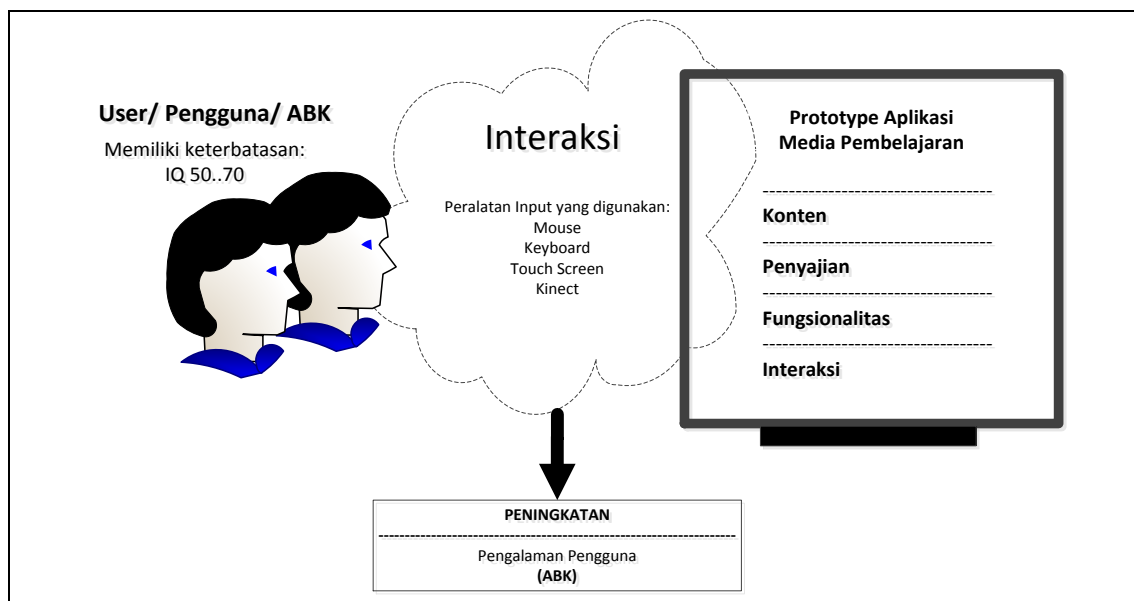 User/ Pengguna/ ABK
Memiliki keterbatasan:
IQ 50..70
Interaksi
Peralatan Input yang digunakan:
Mouse
Keyboard
Touch Screen
Kinect
Prototype Aplikasi
Media Pembelajaran
-----------------------------------
Konten
-----------------------------------
Penyajian
-----------------------------------
Fungsionalitas
-----------------------------------
Interaksi
PENINGKATAN
-----------------------------------
Pengalaman Pengguna
(ABK)